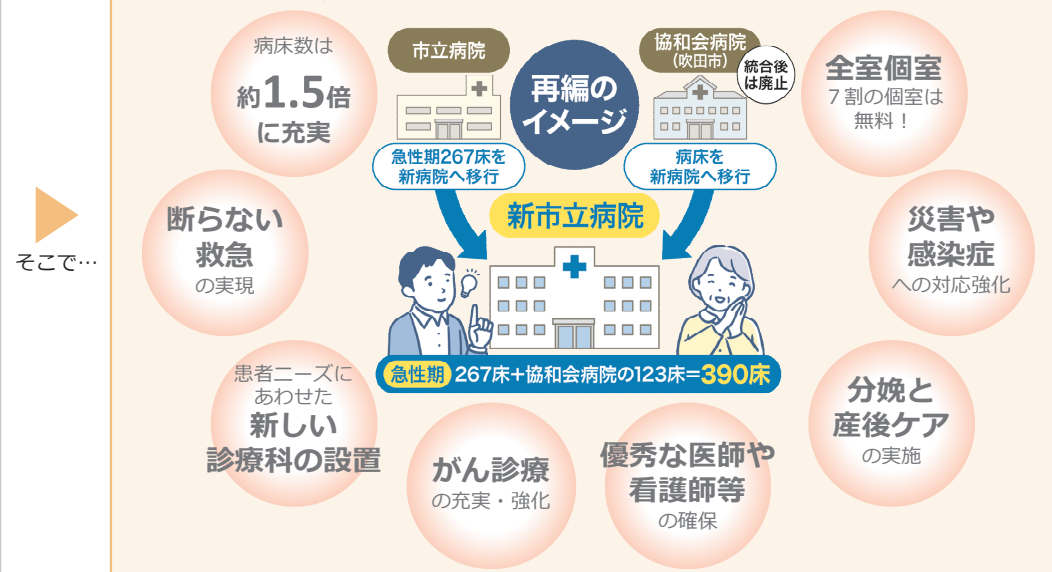 そこで…
病床数は
約1.5倍
に充実
市立病院
再編の
イメージ
協和会病院
(吹田市)
統合後
は廃止
全室個室
7割の個室は
無料！
急性期267床を
新病院へ移行
病床を
新病院へ移行
断らない
救急
の実現
新市立病院
災害や
感染症
への対応強化
急性期 267床＋協和会病院の123床＝390床
患者ニーズに
あわせた
新しい
診療科の設置
がん診療
の充実・強化
優秀な医師や
看護師等
の確保
分娩と
産後ケア
の実施